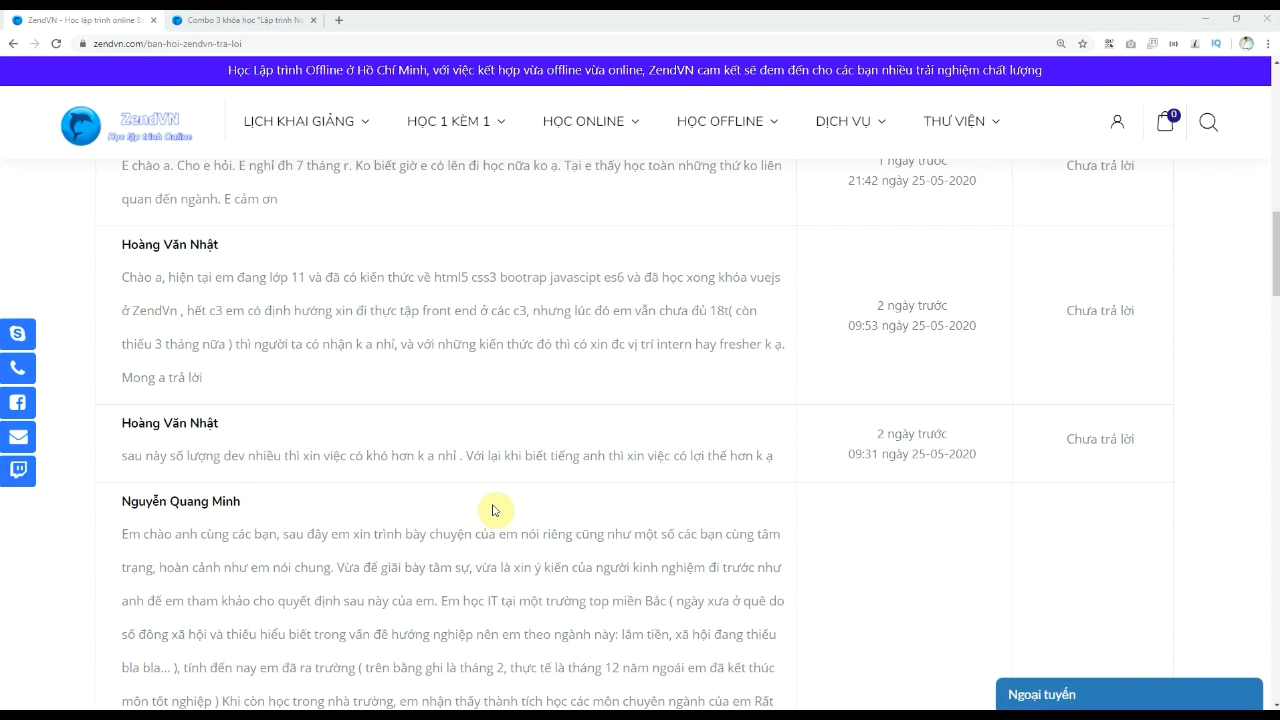 ZendVN - Học lập trình online B
Combo 3 khóa học "Lập trình No
zendvn.com/ban-hoi-zendvn-tra-loi
IQ
Học Lập trình Offline ở Hồ Chí Minh, với việc kết hợp vừa offline vừa online, ZendVN cam kết sẽ đem đến cho các bạn nhiều trải nghiệm chất lượng
ZendVN
Học lập trình Online
LỊCH KHAI GIẢNG
HỌC 1 KÈM 1
HỌC ONLINE
HỌC OFFLINE
DỊCH VỤ
THƯ VIỆN
0
E chào a. Cho e hỏi. E nghỉ đh 7 tháng r. Ko biết giờ e có lên đi học nữa ko ạ. Tại e thấy học toàn những thứ ko liên
quan đến ngành. E cảm ơn
1 ngày trước
21:42 ngày 25-05-2020
Chưa trả lời
Hoàng Văn Nhật
Chào a, hiện tại em đang lớp 11 và đã có kiến thức về html5 css3 bootrap javascipt es6 và đã học xong khóa vuejs
ở ZendVn , hết c3 em có định hướng xin đi thực tập front end ở các c3, nhưng lúc đó em vẫn chưa đủ 18t( còn
thiếu 3 tháng nữa ) thì người ta có nhận k a nhỉ, và với những kiến thức đó thì có xin đc vị trí intern hay fresher k ạ.
Mong a trả lời
2 ngày trước
09:53 ngày 25-05-2020
Chưa trả lời
Hoàng Văn Nhật
sau này số lượng dev nhiều thì xin việc có khó hơn k a nhỉ . Với lại khi biết tiếng anh thì xin việc có lợi thế hơn k ạ
2 ngày trước
09:31 ngày 25-05-2020
Chưa trả lời
Nguyễn Quang Minh
Em chào anh cùng các bạn, sau đây em xin trình bày chuyện của em nói riêng cũng như một số các bạn cùng tâm
trạng, hoàn cảnh như em nói chung. Vừa để giãi bày tâm sự, vừa là xin ý kiến của người kinh nghiệm đi trước như
anh để em tham khảo cho quyết định sau này của em. Em học IT tại một trường top miền Bắc ( ngày xưa ở quê do
số đông xã hội và thiếu hiểu biết trong vấn đề hướng nghiệp nên em theo ngành này: lắm tiền, xã hội đang thiếu
bla bla... ), tính đến nay em đã ra trường ( trên bằng ghi là tháng 2, thực tế là tháng 12 năm ngoái em đã kết thúc
môn tốt nghiệp ) Khi còn học trong nhà trường, em nhận thấy thành tích học các môn chuyên ngành của em Rất
Ngoại tuyến